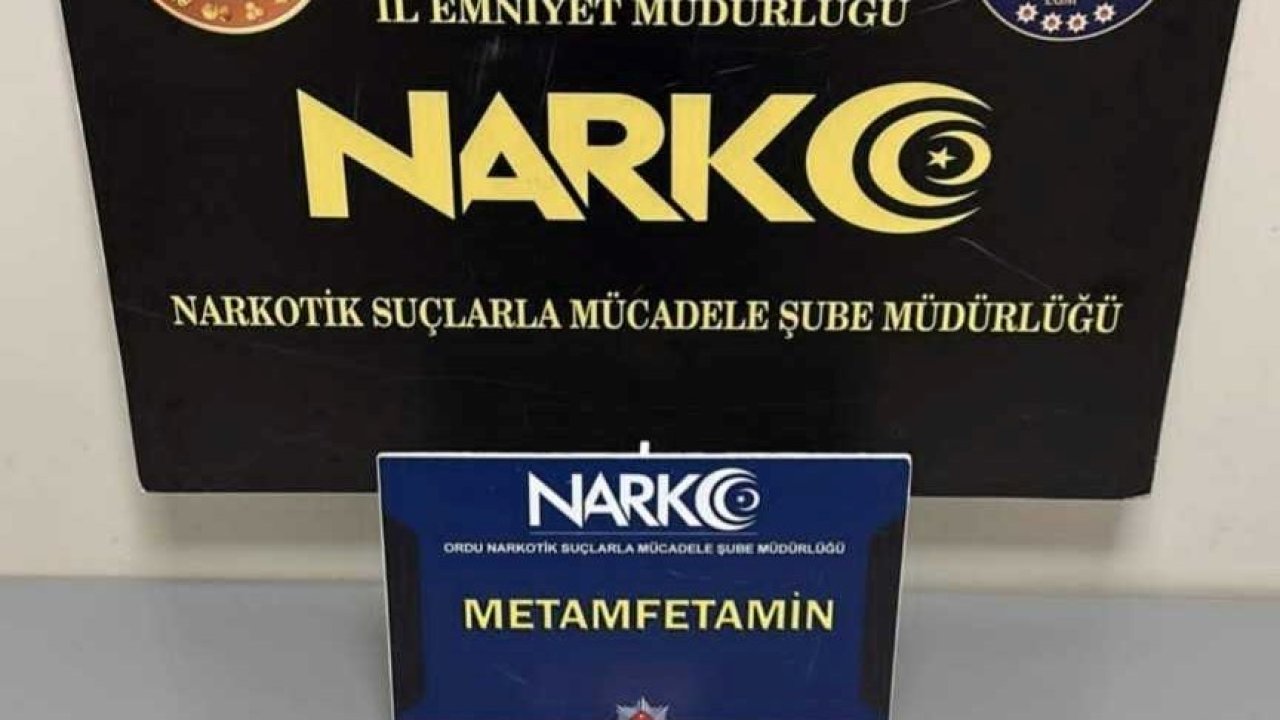 İL EMNİYET MÜDÜRLÜĞÜ
NARKO
NARKOTİK SUÇLARLA MÜCADELE ŞUBE MÜDÜRLÜĞÜ
NARKO
ORDU NARKOTİK SUÇLARLA MÜCADELE ŞUBE MÜDÜRLÜĞÜ
METAMFETAMİN